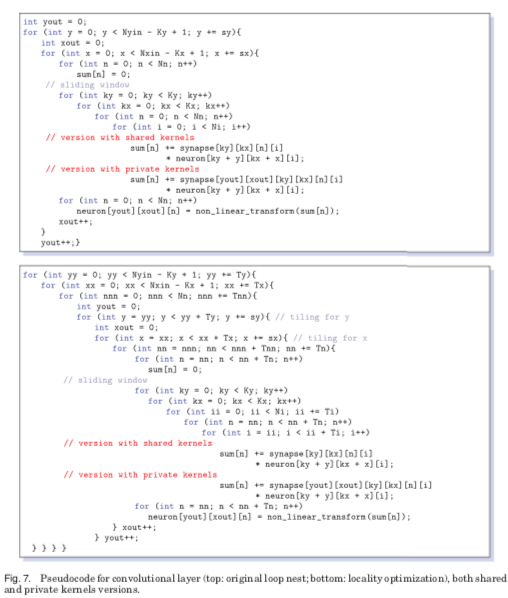 int yout = 0;
for (int y = 0; y < Nyin - Ky + 1; y += sy){
int xout = 0;
for (int x = 0; x < Nxin - Kx + 1; x += sx){
for (int n = 0; n < Nn; n++)
sum[n] = 0;
// sliding window
for (int ky = 0; ky < Ky; ky++)
for (int kx = 0; kx < Kx; kx++)
for (int n = 0; n < Nn; n++)
for (int i = 0; i < Ni; i++)
// version with shared kernels
sum[n] += synapse[ky][kx][n][i]
* neuron[ky + y][kx + x][i];
// version with private kernels
sum[n] += synapse[yout][xout][ky][kx][n][i]
* neuron[ky + y][kx + x][i];
for (int n = 0; n < Nn; n++)
neuron[yout][xout][n] = non_linear_transform(sum[n]);
xout++;
}
yout++;}
for (int yy = 0; yy < Nyin - Ky + 1; yy += Ty){
for (int xx = 0; xx < Nxin - Kx + 1; xx += Tx){
for (int nnn = 0; nnn < Nn; nnn += Tnn){
int yout = 0;
for (int y = yy; y < yy + Ty; y += sy){ // tiling for y
int xout = 0;
for (int x = xx; x < xx + Tx; x += sx){ // tiling for x
for (int nn = nnn; nn < nnn + Tnn; nn += Tn){
for (int n = nn; n < nn + Tn; n++)
sum[n] = 0;
// sliding window
for (int ky = 0; ky < Ky; ky++)
for (int kx = 0; kx < Kx; kx++)
for (int ii = 0; ii < Ni; ii += Ti)
for (int n = nn; n < nn + Tn; n++)
for (int i = ii; i < ii + Ti; i++)
// version with shared kernels
sum[n] += synapse[ky][kx][n][i]
* neuron[ky + y][kx + x][i];
// version with private kernels
sum[n] += synapse[yout][xout][ky][kx][n][i]
* neuron[ky + y][kx + x][i];
for (int n = nn; n < nn + Tn; n++)
neuron[yout][xout][n] = non_linear_transform(sum[n]);
} xout++;
} yout++;
} } } }
Fig. 7. Pseudocode for convolutional layer (top: original loop nest; bottom: locality optimization), both shared
and private kernels versions.